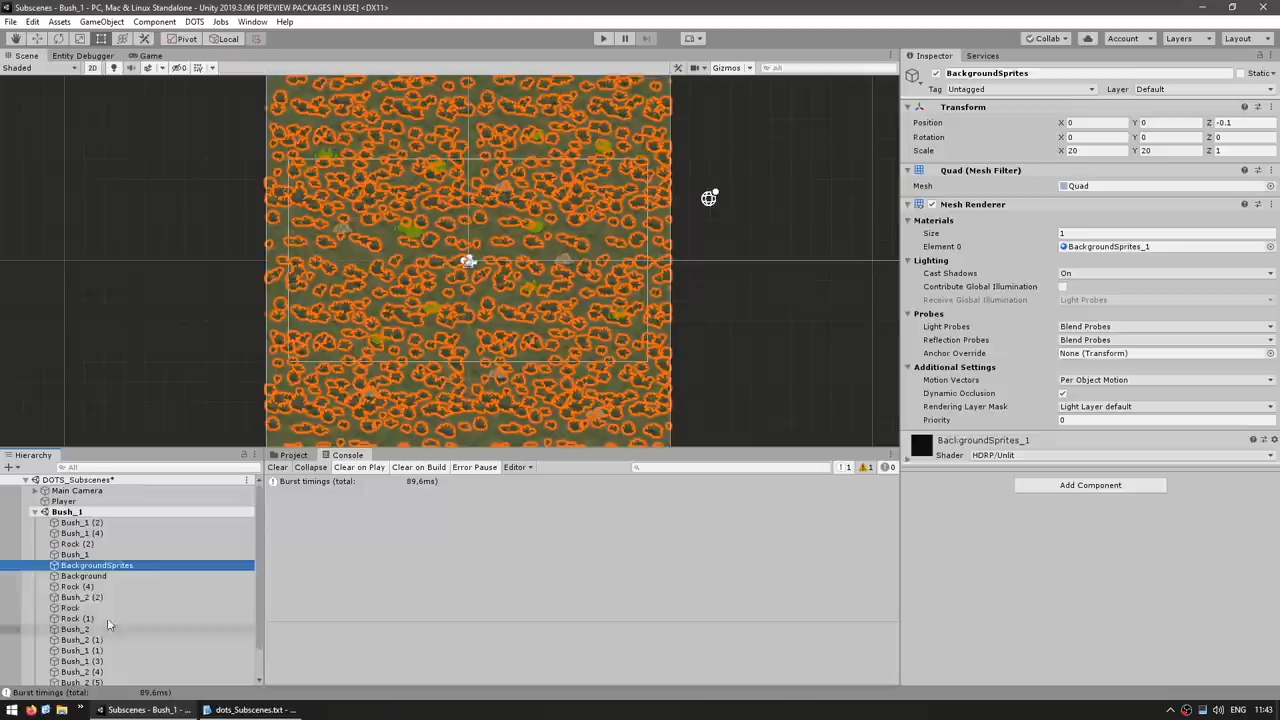 Subscenes - Bush_1 - PC, Mac & Linux Standalone - Unity 2019.3.0f6 [PREVIEW PACKAGES IN USE] <DX11>
File Edit Assets GameObject Component DOTS Jobs Window Help
Pivot Local Collab Account Layers Layout
Scene Entity Debugger Game
Shaded 2D 0 Gizmos All
Inspector Services
BackgroundSprites Static
Tag Untagged Layer Default
Transform
Position X 0 Y 0 Z -0.1
Rotation X 0 Y 0 Z 0
Scale X 20 Y 20 Z 1
Quad (Mesh Filter)
Mesh Quad
Mesh Renderer
Materials
Size 1
Element 0 BackgroundSprites_1
Lighting
Cast Shadows On
Contribute Global Illumination
Receive Global Illumination Light Probes
Probes
Light Probes Blend Probes
Reflection Probes Blend Probes
Anchor Override None (Transform)
Additional Settings
Motion Vectors Per Object Motion
Dynamic Occlusion
Rendering Layer Mask Light Layer default
Priority 0
BackgroundSprites_1
Shader HDRP/Unlit
Add Component
Hierarchy
All
DOTS_Subscenes*
Main Camera
Player
Bush_1
Bush_1 (2)
Bush_1 (4)
Rock (2)
Bush_1
BackgroundSprites
Background
Rock (4)
Bush_2 (2)
Rock
Rock (1)
Bush_2
Bush_2 (1)
Bush_1 (1)
Bush_1 (3)
Bush_2 (4)
Bush_2 (5)
Project Console
Clear Collapse Clear on Play Clear on Build Error Pause Editor 1 1 0
Burst timings (total: 89,6ms)
Burst timings (total: 89,6ms)
Subscenes - Bush_1 - ... dots_Subscenes.txt - ... ENG 11:43